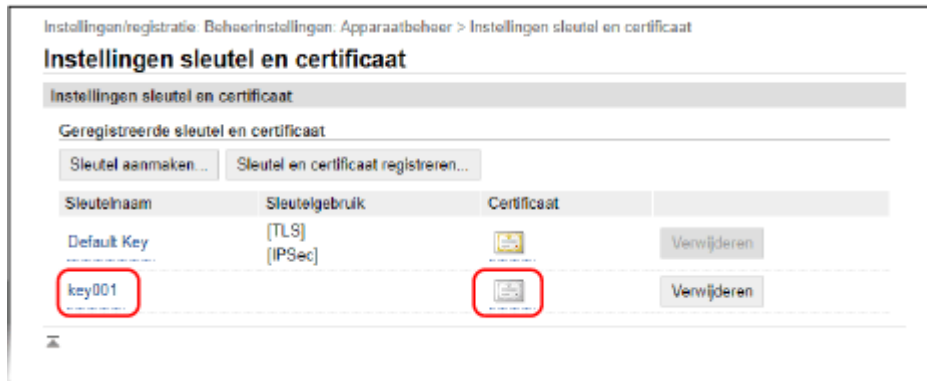 Instellingen/registratie: Beheerinstellingen: Apparaatbeheer > Instellingen sleutel en certificaat
Instellingen sleutel en certificaat
Instellingen sleutel en certificaat
Geregistreerde sleutel en certificaat
Sleutel aanmaken... Sleutel en certificaat registreren...
Sleutelnaam Sleutelgebruik Certificaat
Default Key [TLS] Verwijderen
[IPSec]
key001 Verwijderen